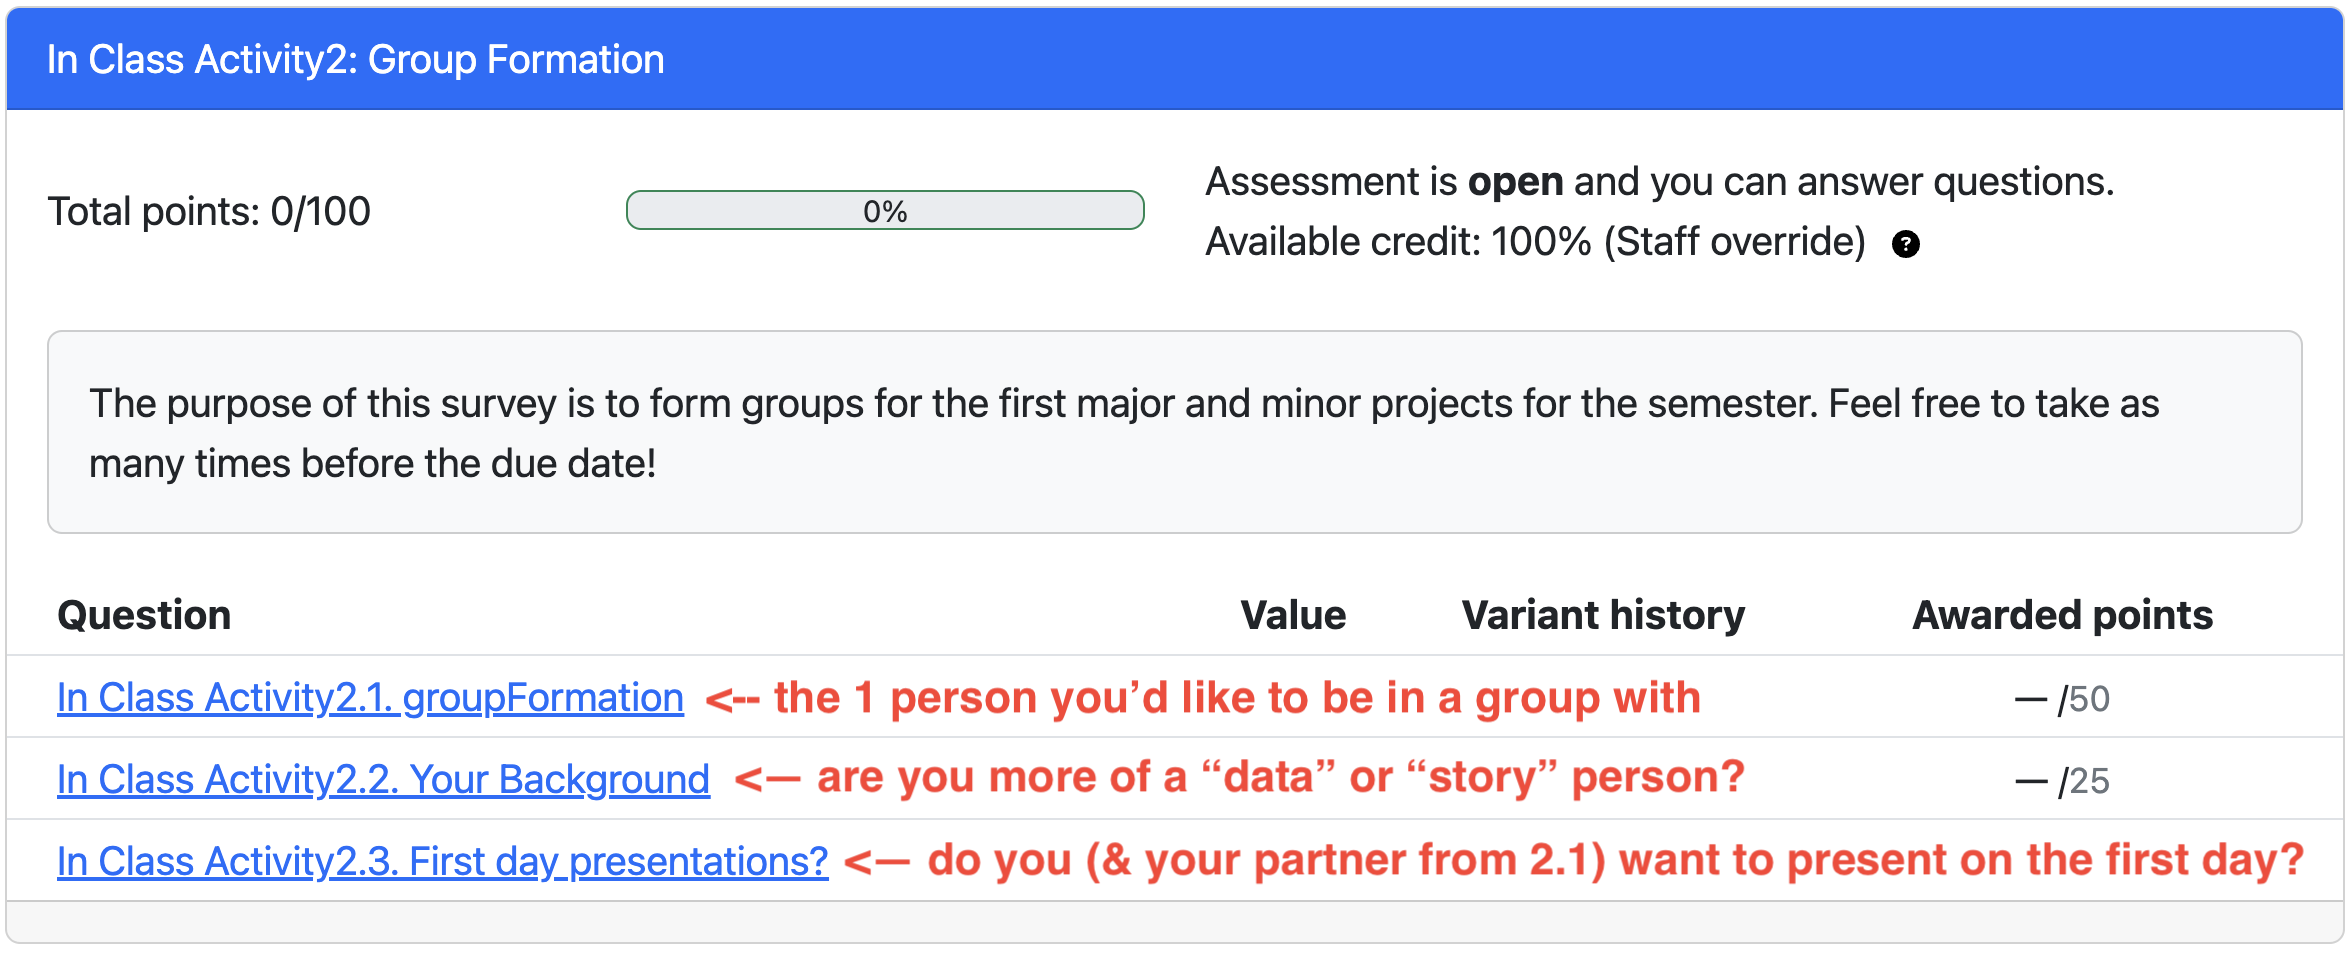 In Class Activity2: Group Formation
Total points: 0/100
0%
Assessment is open and you can answer questions.
Available credit: 100% (Staff override) ?
The purpose of this survey is to form groups for the first major and minor projects for the semester. Feel free to take as
many times before the due date!
Question Value Variant history Awarded points
In Class Activity2.1. groupFormation <-- the 1 person you’d like to be in a group with — /50
In Class Activity2.2. Your Background <— are you more of a “data” or “story” person? — /25
In Class Activity2.3. First day presentations? <— do you (& your partner from 2.1) want to present on the first day?